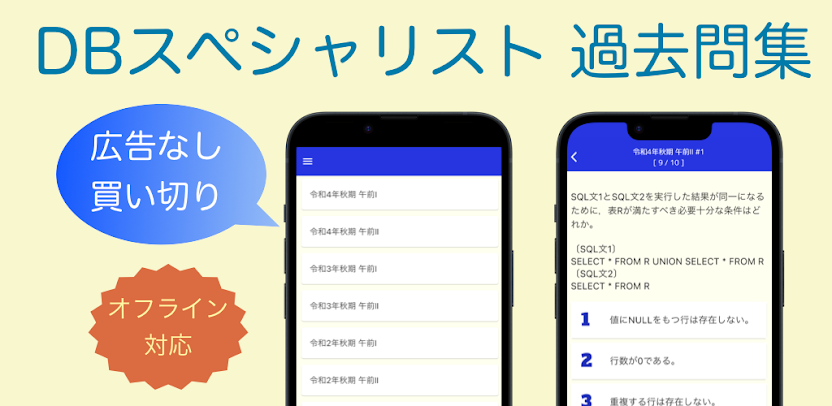 DBスペシャリスト 過去問集
広告なし
買い切り
オフライン
対応
令和4年秋期 午前I
令和4年秋期 午前II
令和3年秋期 午前I
令和3年秋期 午前II
令和2年秋期 午前I
令和2年秋期 午前II
令和4年秋期 午前II #1
[ 9 / 10 ]
SQL文1とSQL文2を実行した結果が同一になる
ために、表Rが満たすべき必要十分な条件はど
れか。
〔SQL文1〕
SELECT * FROM R UNION SELECT * FROM R
〔SQL文2〕
SELECT * FROM R
1 値にNULLをもつ行は存在しない。
2 行数が0である。
3 重複する行は存在しない。